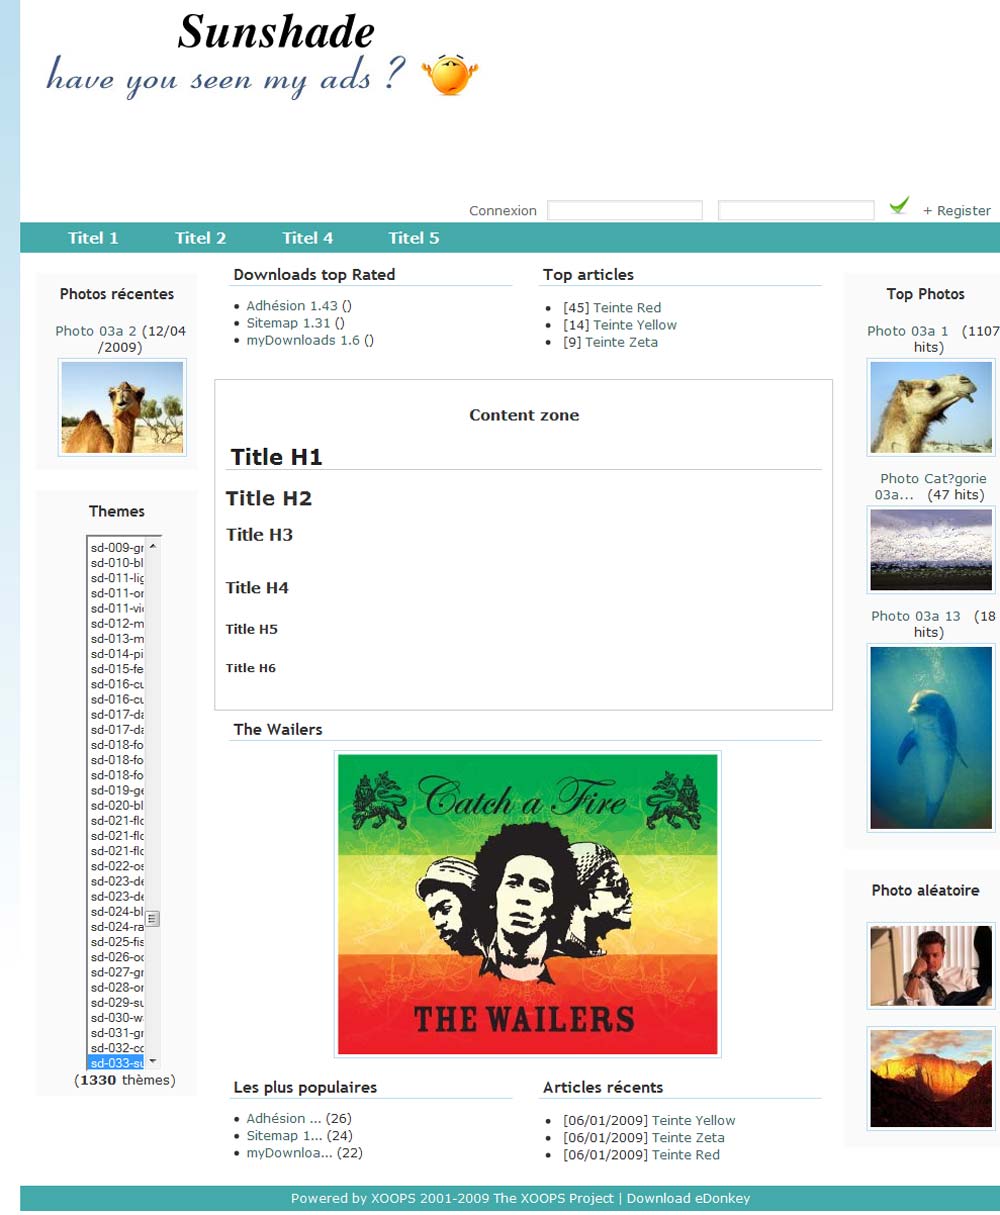 Sunshade
have you seen my ads ?
Connexion
+ Register
Titel 1
Titel 2
Titel 4
Titel 5
Photos récentes
Photo 03a 2 (12/04
/2009)
Themes
sd-009-gr
sd-010-bl
sd-011-lig
sd-011-or
sd-011-vi
sd-012-m
sd-013-m
sd-014-pi
sd-015-fe
sd-016-cu
sd-016-cu
sd-017-da
sd-017-da
sd-018-fo
sd-018-fo
sd-018-fo
sd-019-ge
sd-020-bl
sd-021-flo
sd-021-flo
sd-021-flo
sd-022-os
sd-023-de
sd-023-de
sd-024-bl
sd-024-ra
sd-025-fis
sd-026-oc
sd-027-gr
sd-028-or
sd-029-su
sd-030-w
sd-031-gr
sd-032-co
sd-033-su
(1330 thèmes)
Downloads top Rated
• Adhésion 1.43 ()
• Sitemap 1.31 ()
• myDownloads 1.6 ()
Top articles
• [45] Teinte Red
• [14] Teinte Yellow
• [9] Teinte Zeta
Content zone
Title H1
Title H2
Title H3
Title H4
Title H5
Title H6
The Wailers
Catch a Fire
THE WAILERS
Les plus populaires
• Adhésion ... (26)
• Sitemap 1... (24)
• myDownloa... (22)
Articles récents
• [06/01/2009] Teinte Yellow
• [06/01/2009] Teinte Zeta
• [06/01/2009] Teinte Red
Top Photos
Photo 03a 1 (1107
hits)
Photo Cat?gorie
03a... (47 hits)
Photo 03a 13 (18
hits)
Photo aléatoire
Powered by XOOPS 2001-2009 The XOOPS Project | Download eDonkey